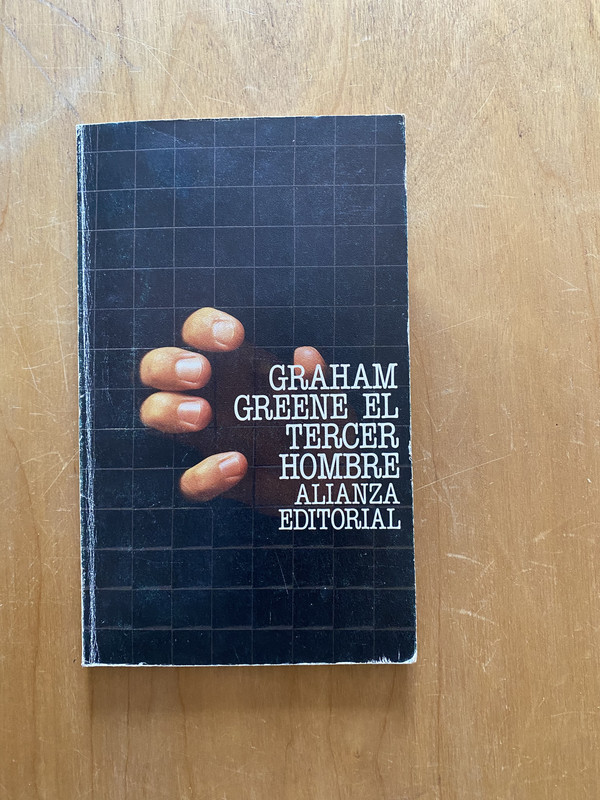 GRAHAM
GREENE EL
TERCER
HOMBRE
ALIANZA
EDITORIAL